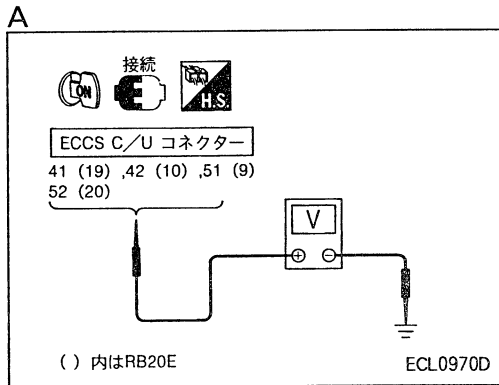 A
接続
ON
H.S.
ECCS C/U コネクター
41 (19) ,42 (10) ,51 (9)
52 (20)
V
⊕ ⊖
( ) 内はRB20E
ECL0970D